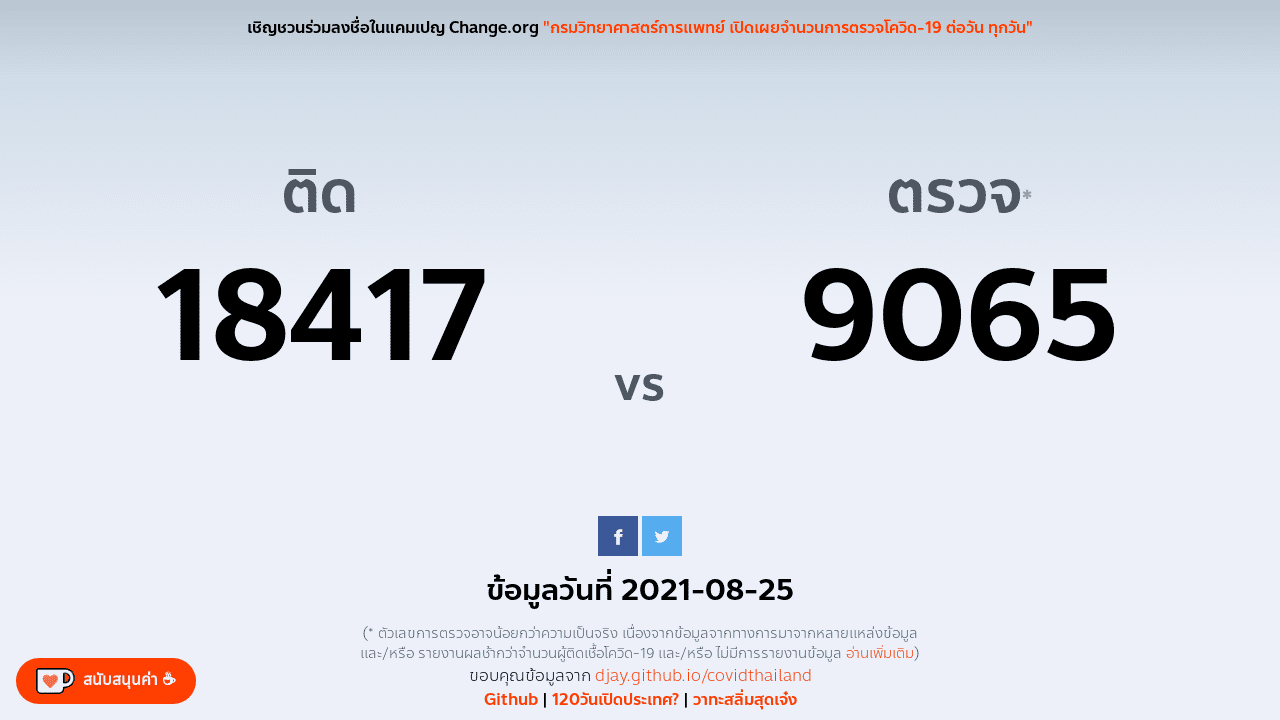 เชิญชวนร่วมลงชื่อในแคมเปญ Change.org "กรมวิทยาศาสตร์การแพทย์ เปิดเผยจำนวนการตรวจโควิด-19 ต่อวัน ทุกวัน"
ติด
18417
vs
ตรวจ*
9065
ข้อมูลวันที่ 2021-08-25
(* ตัวเลขการตรวจอาจน้อยกว่าความเป็นจริง เนื่องจากข้อมูลจากทางการมาจากหลายแหล่งข้อมูล
และ/หรือ รายงานผลช้ากว่าจำนวนผู้ติดเชื้อโควิด-19 และ/หรือ ไม่มีการรายงานข้อมูล อ่านเพิ่มเติม)
ขอบคุณข้อมูลจาก djay.github.io/covidthailand
Github | 120วันเปิดประเทศ? | วาทะสลิ่มสุดเจ๋ง
สนับสนุนค่า ☕